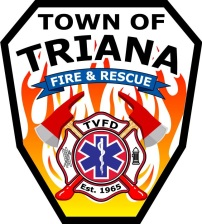 TOWN OF
TRIANA
FIRE & RESCUE
TVFD
Est. 1965